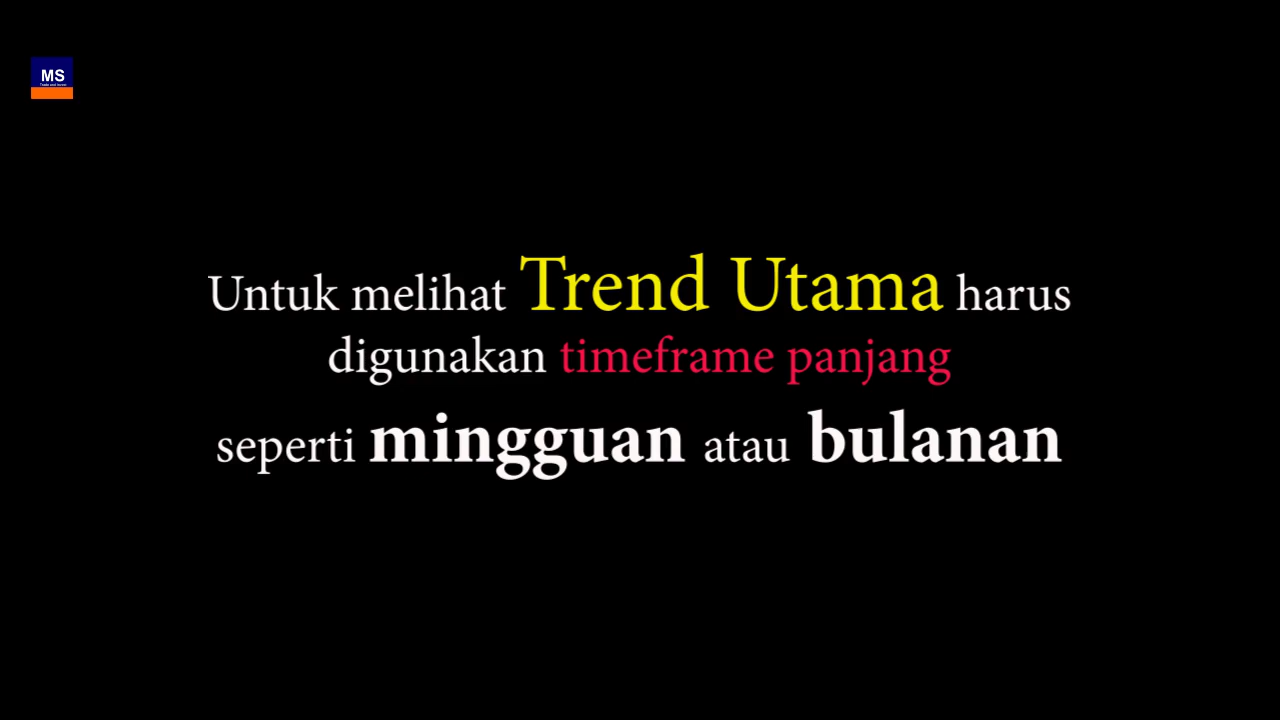 MS
Untuk melihat Trend Utama harus
digunakan timeframe panjang
seperti mingguan atau bulanan